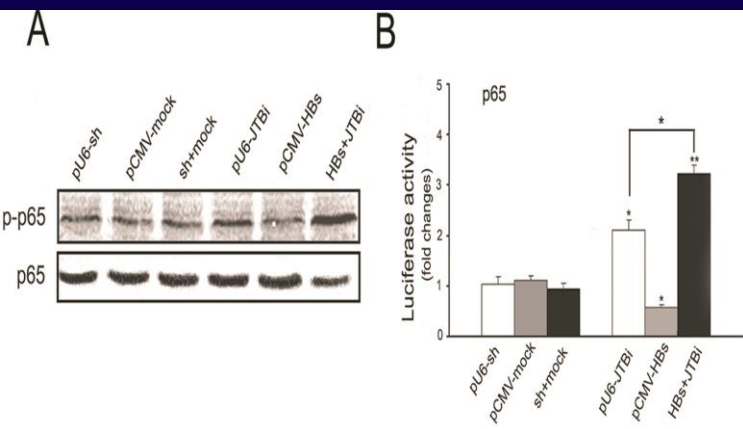 A
pU6-sh
pCMV-mock
sh+mock
pU6-JTBi
pCMV-HBs
HBs+JTBi
p-p65
p65
B
p65
Luciferase activity
(fold changes)
5
4
3
2
1
0
*
*
*
**
pU6-sh
pCMV-mock
sh+mock
pU6-JTBi
pCMV-HBs
HBs+JTBi